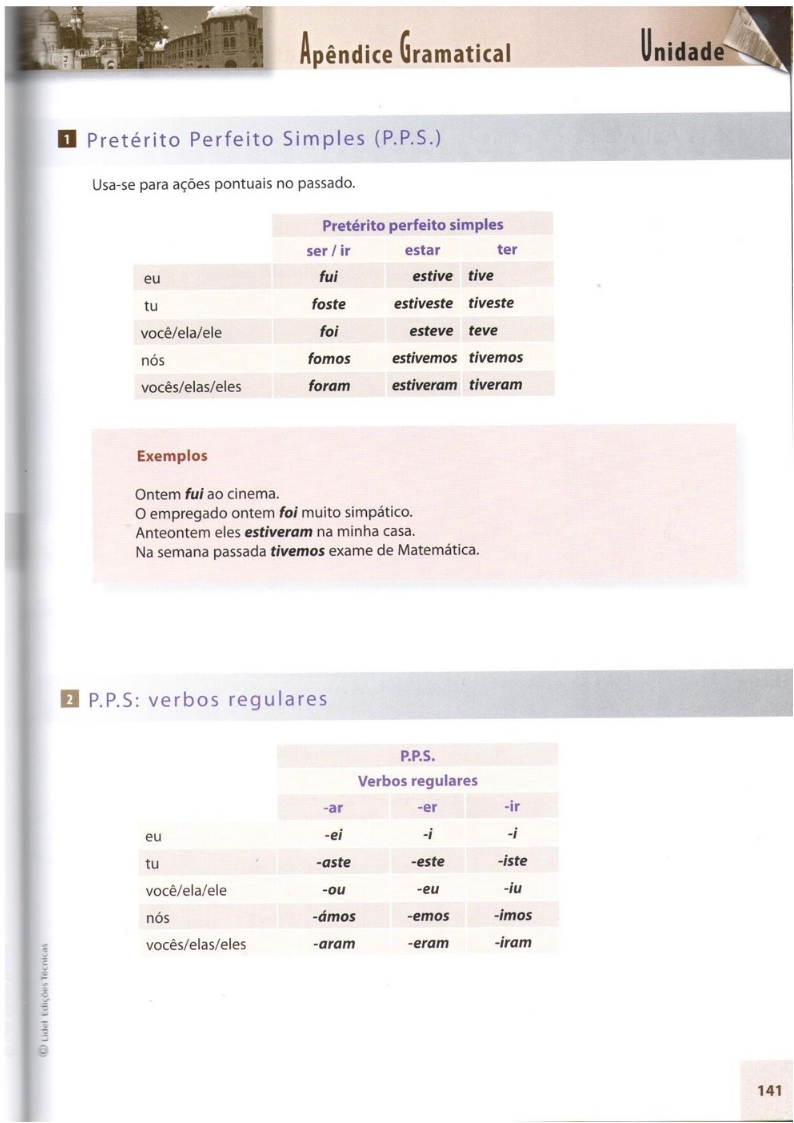 Apêndice Gramatical
Unidade
1 Pretérito Perfeito Simples (P.P.S.)
Usa-se para ações pontuais no passado.
Pretérito perfeito simples
ser / ir estar ter
eu fui estive tive
tu foste estiveste tiveste
você/ela/ele foi esteve teve
nós fomos estivemos tivemos
vocês/elas/eles foram estiveram tiveram
Exemplos
Ontem fui ao cinema.
O empregado ontem foi muito simpático.
Anteontem eles estiveram na minha casa.
Na semana passada tivemos exame de Matemática.
2 P.P.S: verbos regulares
P.P.S.
Verbos regulares
-ar -er -ir
eu -ei -i -i
tu -aste -este -iste
você/ela/ele -ou -eu -iu
nós -ámos -emos -imos
vocês/elas/eles -aram -eram -iram
© Lidel Edições Técnicas
141